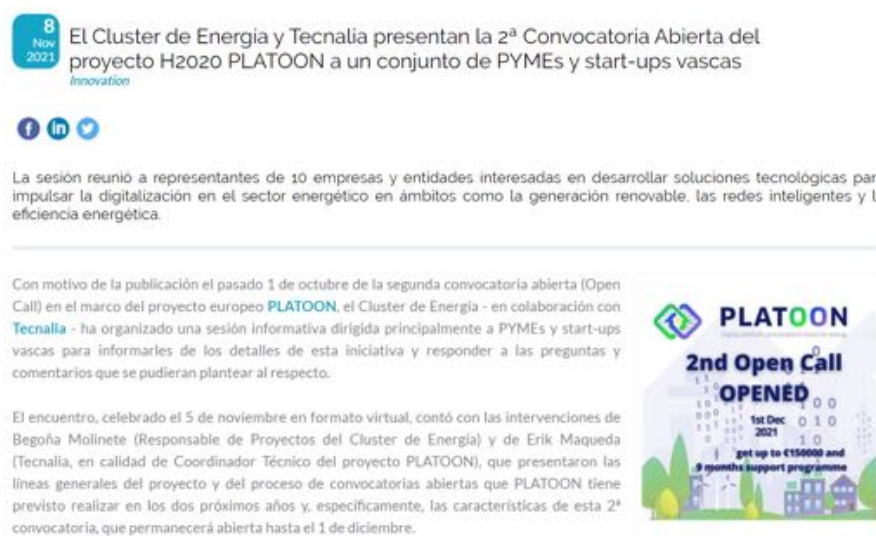 8
Nov
2021
El Cluster de Energía y Tecnalia presentan la 2ª Convocatoria Abierta del
proyecto H2020 PLATOON a un conjunto de PYMEs y start-ups vascas
Innovation
La sesión reunió a representantes de 10 empresas y entidades interesadas en desarrollar soluciones tecnológicas par
impulsar la digitalización en el sector energético en ámbitos como la generación renovable, las redes inteligentes y l
eficiencia energética.
Con motivo de la publicación el pasado 1 de octubre de la segunda convocatoria abierta (Open
Call) en el marco del proyecto europeo PLATOON, el Cluster de Energía - en colaboración con
Tecnalia - ha organizado una sesión informativa dirigida principalmente a PYMEs y start-ups
vascas para informarles de los detalles de esta iniciativa y responder a las preguntas y
comentarios que se pudieran plantear al respecto.
El encuentro, celebrado el 5 de noviembre en formato virtual, contó con las intervenciones de
Begoña Molinete (Responsable de Proyectos del Cluster de Energía) y de Erik Maqueda
(Tecnalia, en calidad de Coordinador Técnico del proyecto PLATOON), que presentaron las
líneas generales del proyecto y del proceso de convocatorias abiertas que PLATOON tiene
previsto realizar en los dos próximos años y, específicamente, las características de esta 2ª
convocatoria, que permanecerá abierta hasta el 1 de diciembre.
PLATOON
2nd Open Call
OPENED
1st Dec
2021
get up to €150000 and
9 months support programme